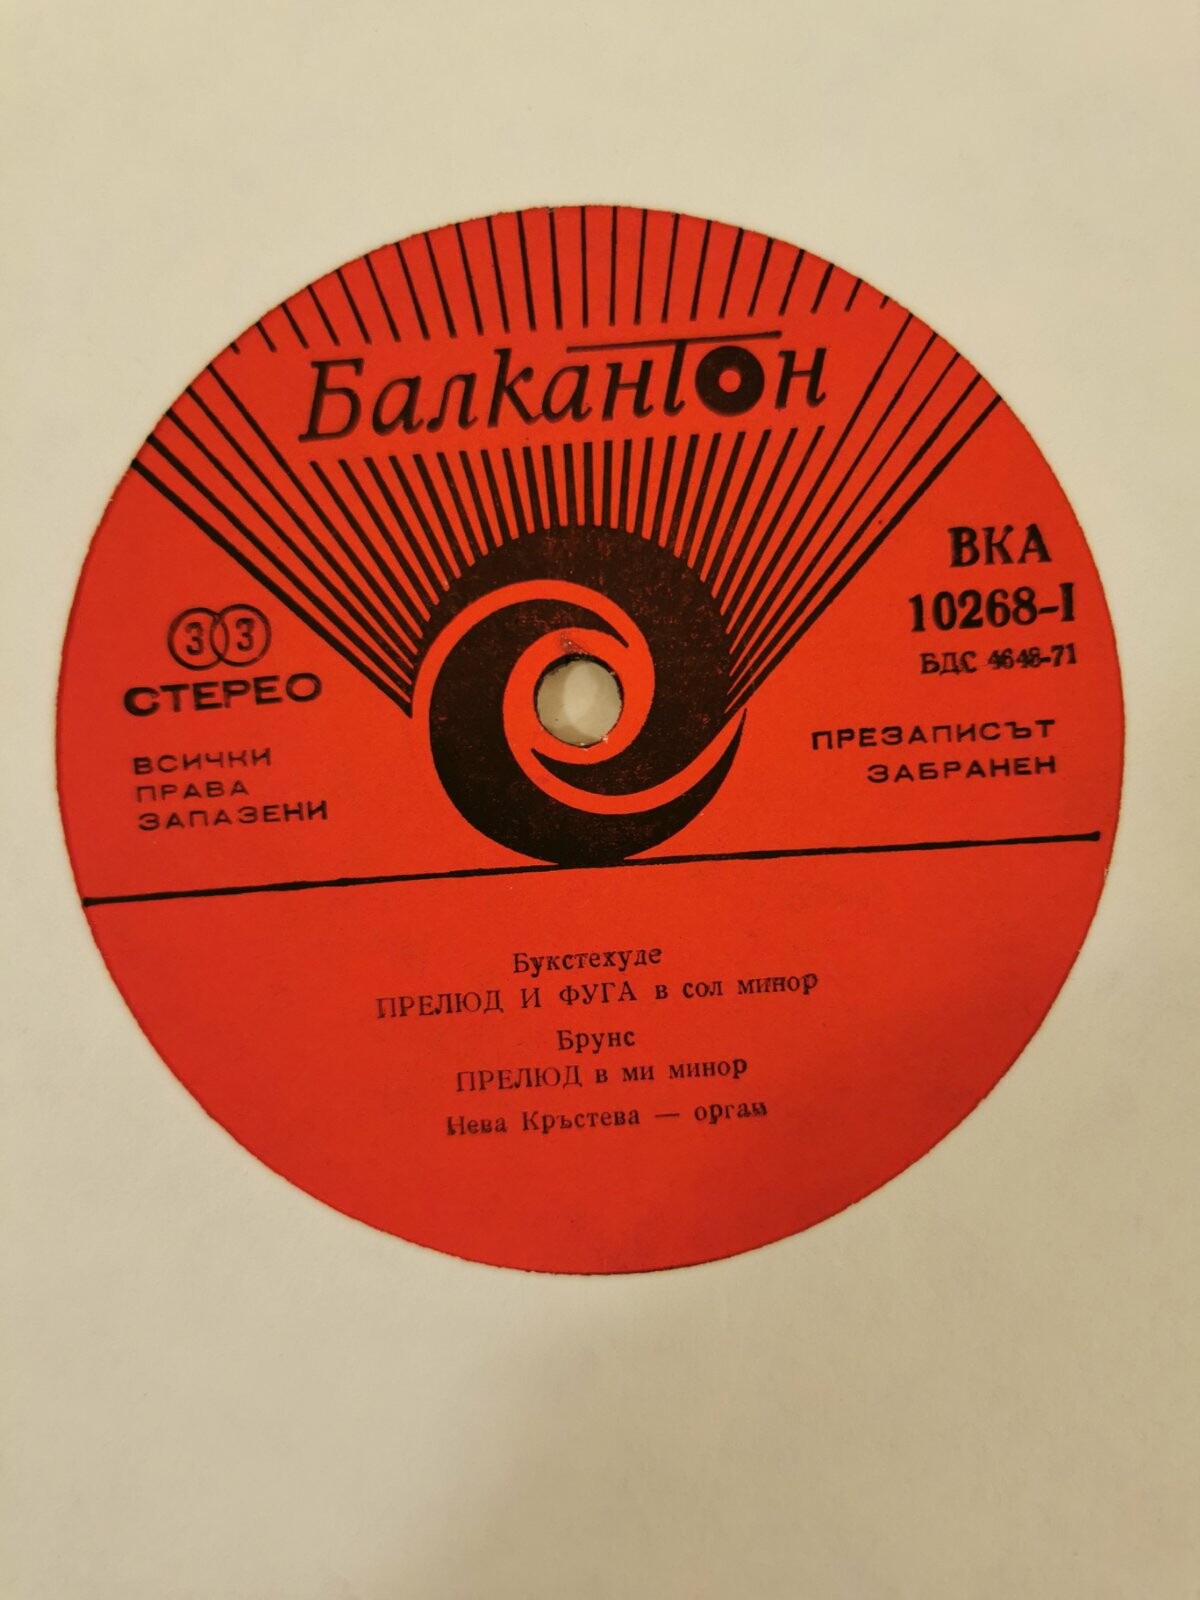 Балкантон
ВКА
10268-I
БДС 4648-71
33
СТЕРЕО
ВСИЧКИ
ПРАВА
ЗАПАЗЕНИ
ПРЕЗАПИСЪТ
ЗАБРАНЕН
Букстехуде
ПРЕЛЮД И ФУГА в сол минор
Брунс
ПРЕЛЮД в ми минор
Нева Кръстева — орган